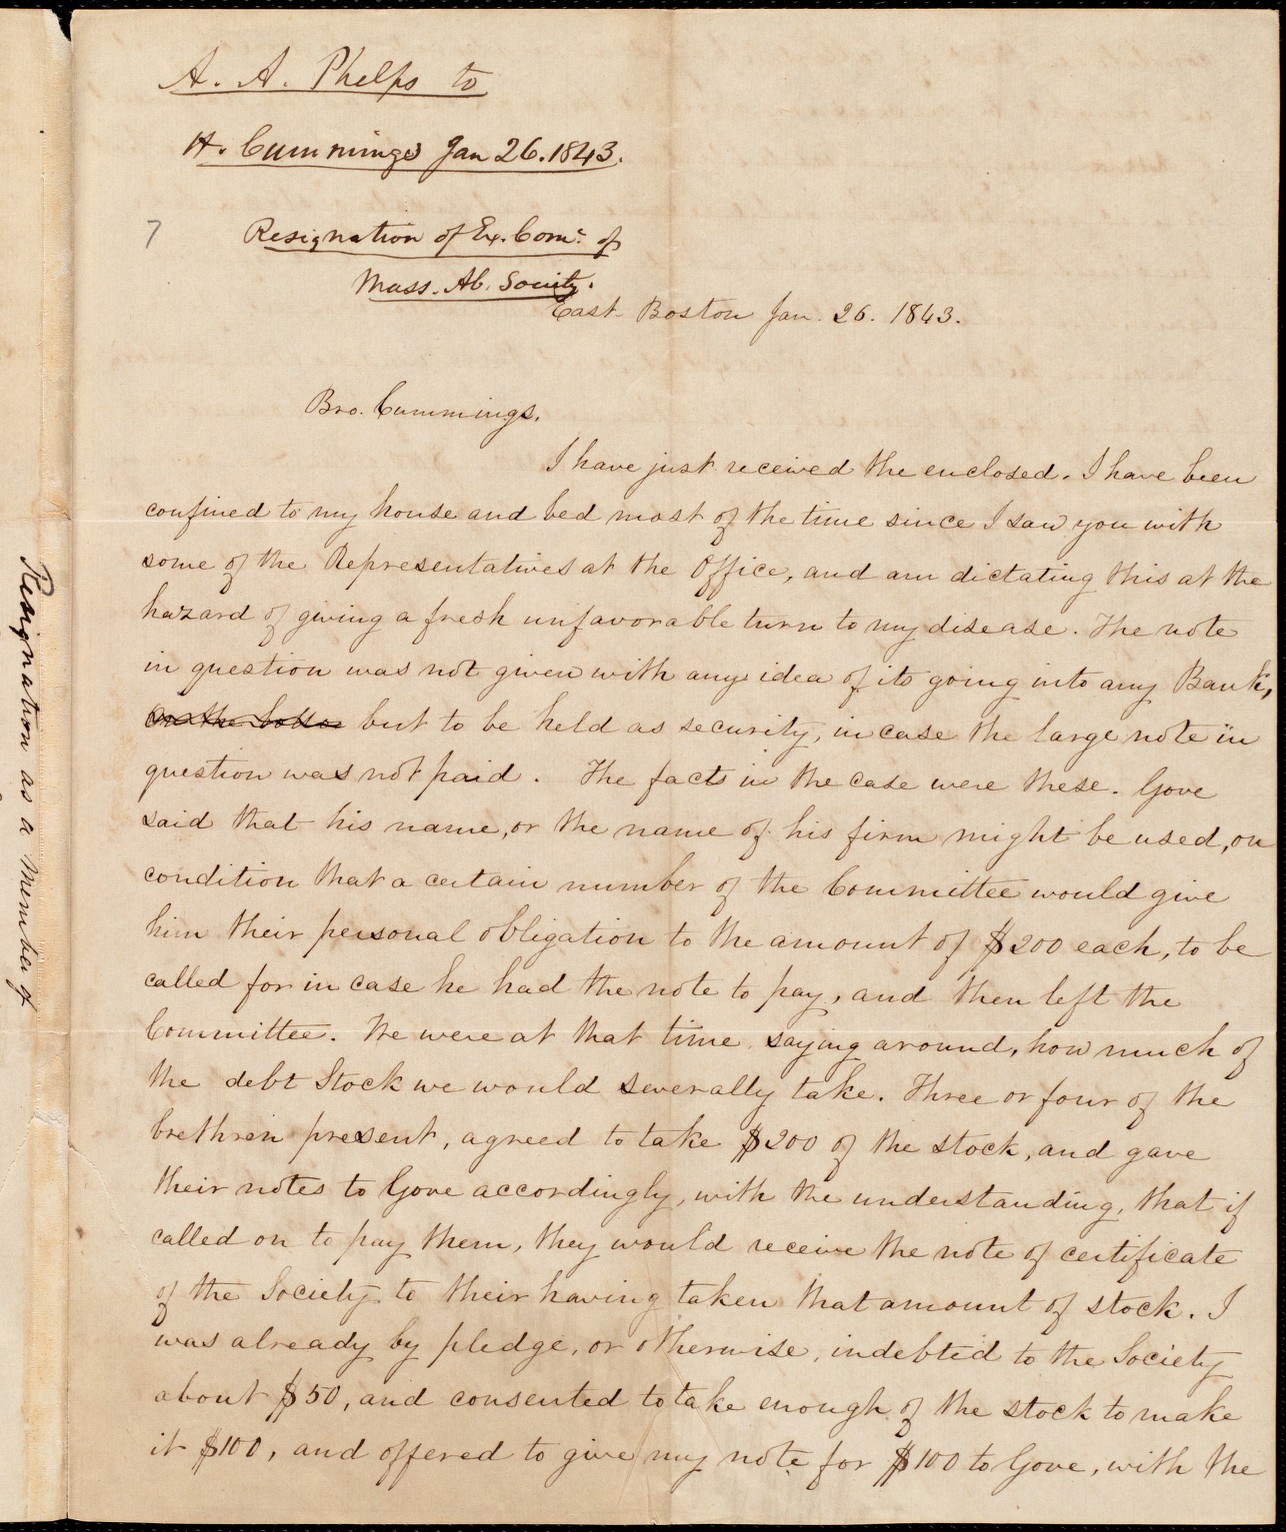 A. A. Phelps to
H. Cummings Jan 26. 1843.
7
Resignation of Ex. Com. of
Mass. Ab. Society.
East Boston Jan. 26. 1843.
Bro. Cummings,
I have just received the enclosed. I have been
confined to my house and bed most of the time since I saw you with
some of the Representatives at the Office, and am dictating this at the
hazard of giving a fresh unfavorable turn to my disease. The note
in question was not given with any idea of its going into any Bank,
but to be held as security, in case the large note in
question was not paid. The facts in the case were these. Gove
said that his name, or the name of his firm might be used, on
condition that a certain number of the Committee would give
him their personal obligation to the amount of $200 each, to be
called for in case he had the note to pay, and then left the
Committee. We were at that time saying around, how much of
the debt Stock we would severally take. Three or four of the
brethren present, agreed to take $200 of the stock, and gave
their notes to Gove accordingly, with the understanding, that if
called on to pay them, they would receive the note of certificate
of the Society to their having taken that amount of stock. I
was already by pledge, or otherwise, indebted to the Society
about $50, and consented to take enough of the stock to make
it $100, and offered to give my note for $100 to Gove, with the
Resignation as a Member of